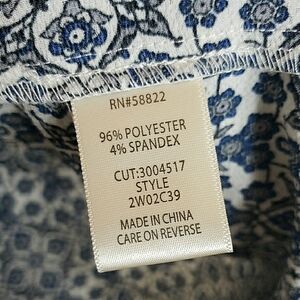 RN#58822
96% POLYESTER
4% SPANDEX
CUT:3004517
STYLE
2W02C39
MADE IN CHINA
CARE ON REVERSE